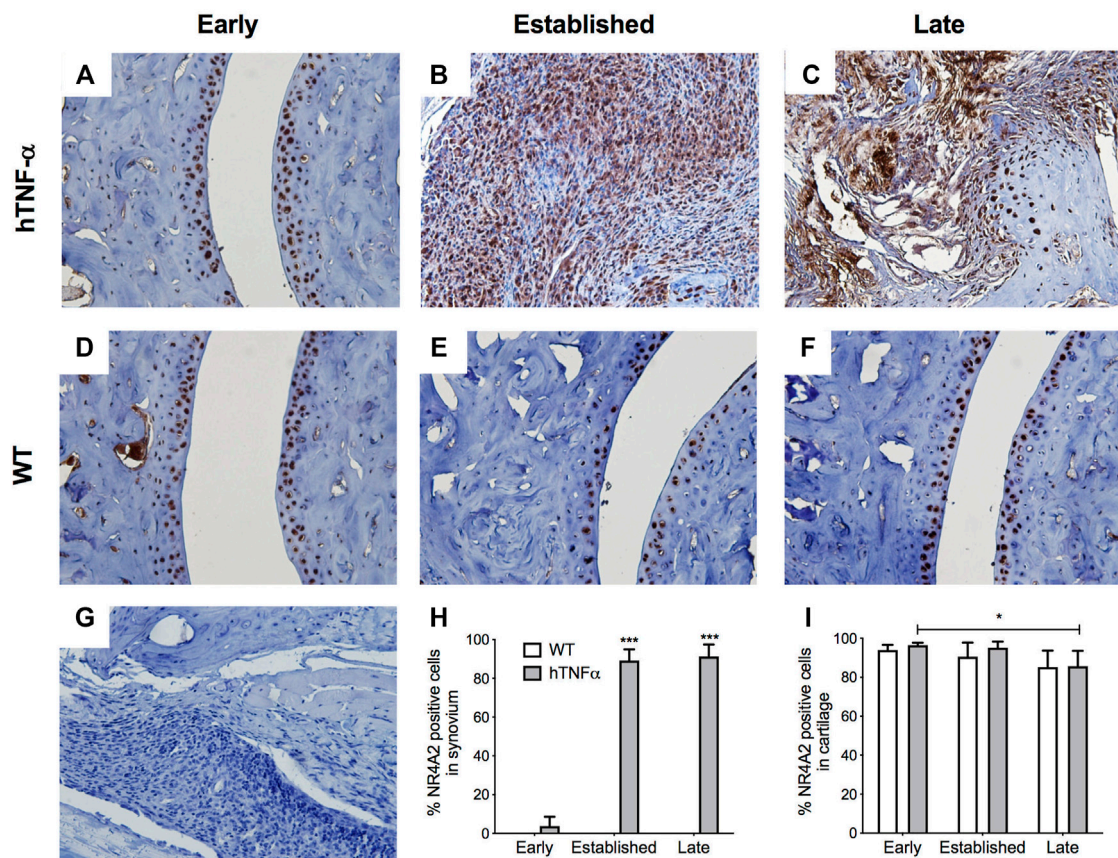 Early
Established
Late
hTNF-α
A
B
C
WT
D
E
F
G
H
% NR4A2 positive cells
in synovium
100
80
60
40
20
0
WT
hTNFα
***
***
Early
Established
Late
I
% NR4A2 positive cells
in cartilage
100
80
60
40
20
0
*
Early
Established
Late